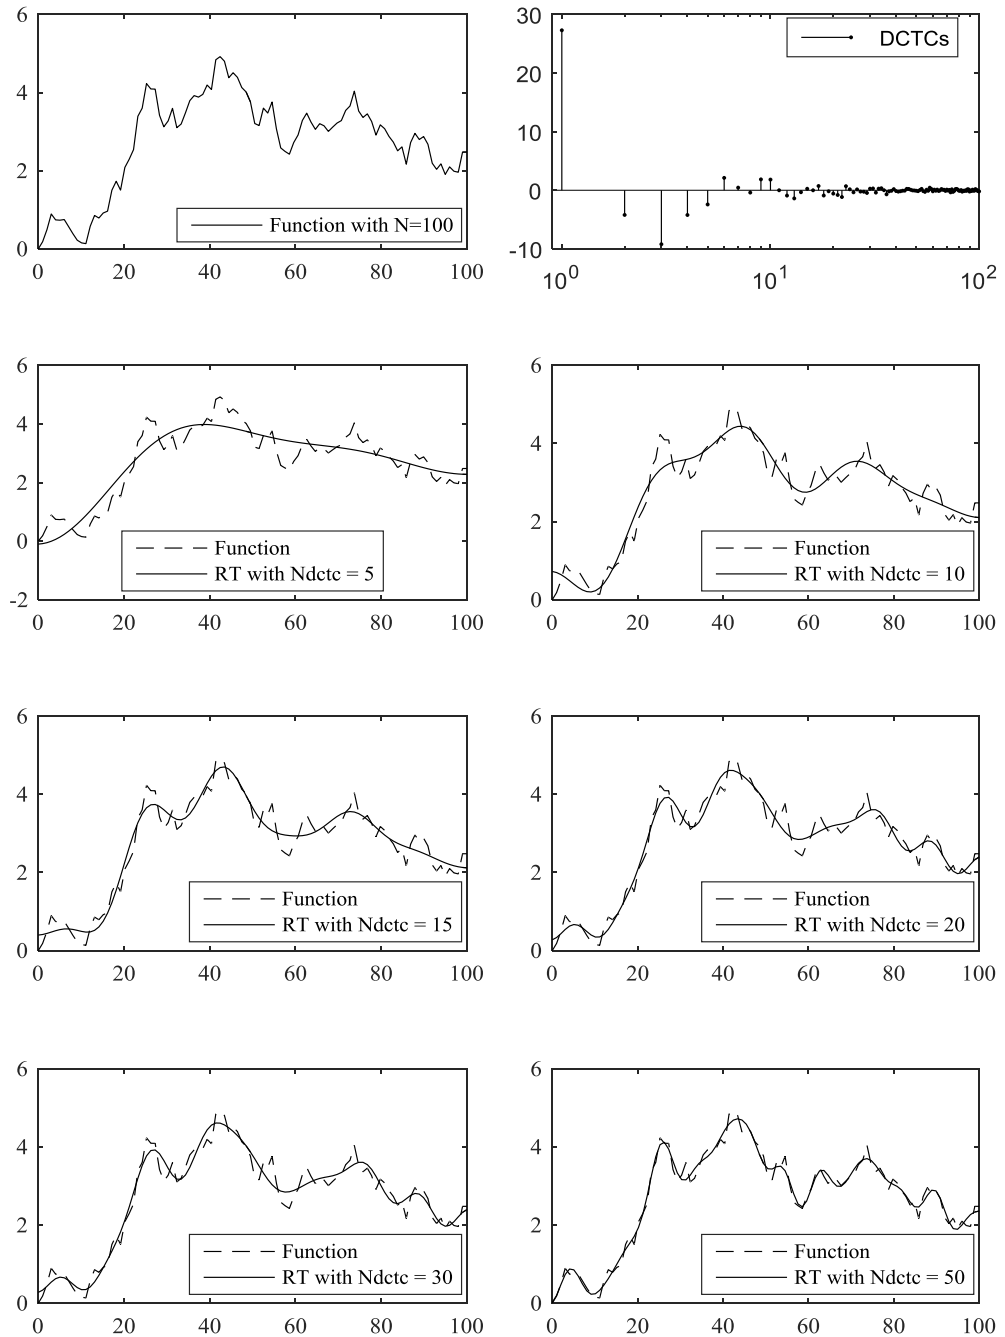 6
4
2
0
0 20 40 60 80 100
Function with N=100
30
20
10
0
-10
10^0 10^1 10^2
DCTCs
6
4
2
0
-2
0 20 40 60 80 100
Function
RT with Ndctc = 5
6
4
2
0
0 20 40 60 80 100
Function
RT with Ndctc = 10
6
4
2
0
0 20 40 60 80 100
Function
RT with Ndctc = 15
6
4
2
0
0 20 40 60 80 100
Function
RT with Ndctc = 20
6
4
2
0
0 20 40 60 80 100
Function
RT with Ndctc = 30
6
4
2
0
0 20 40 60 80 100
Function
RT with Ndctc = 50